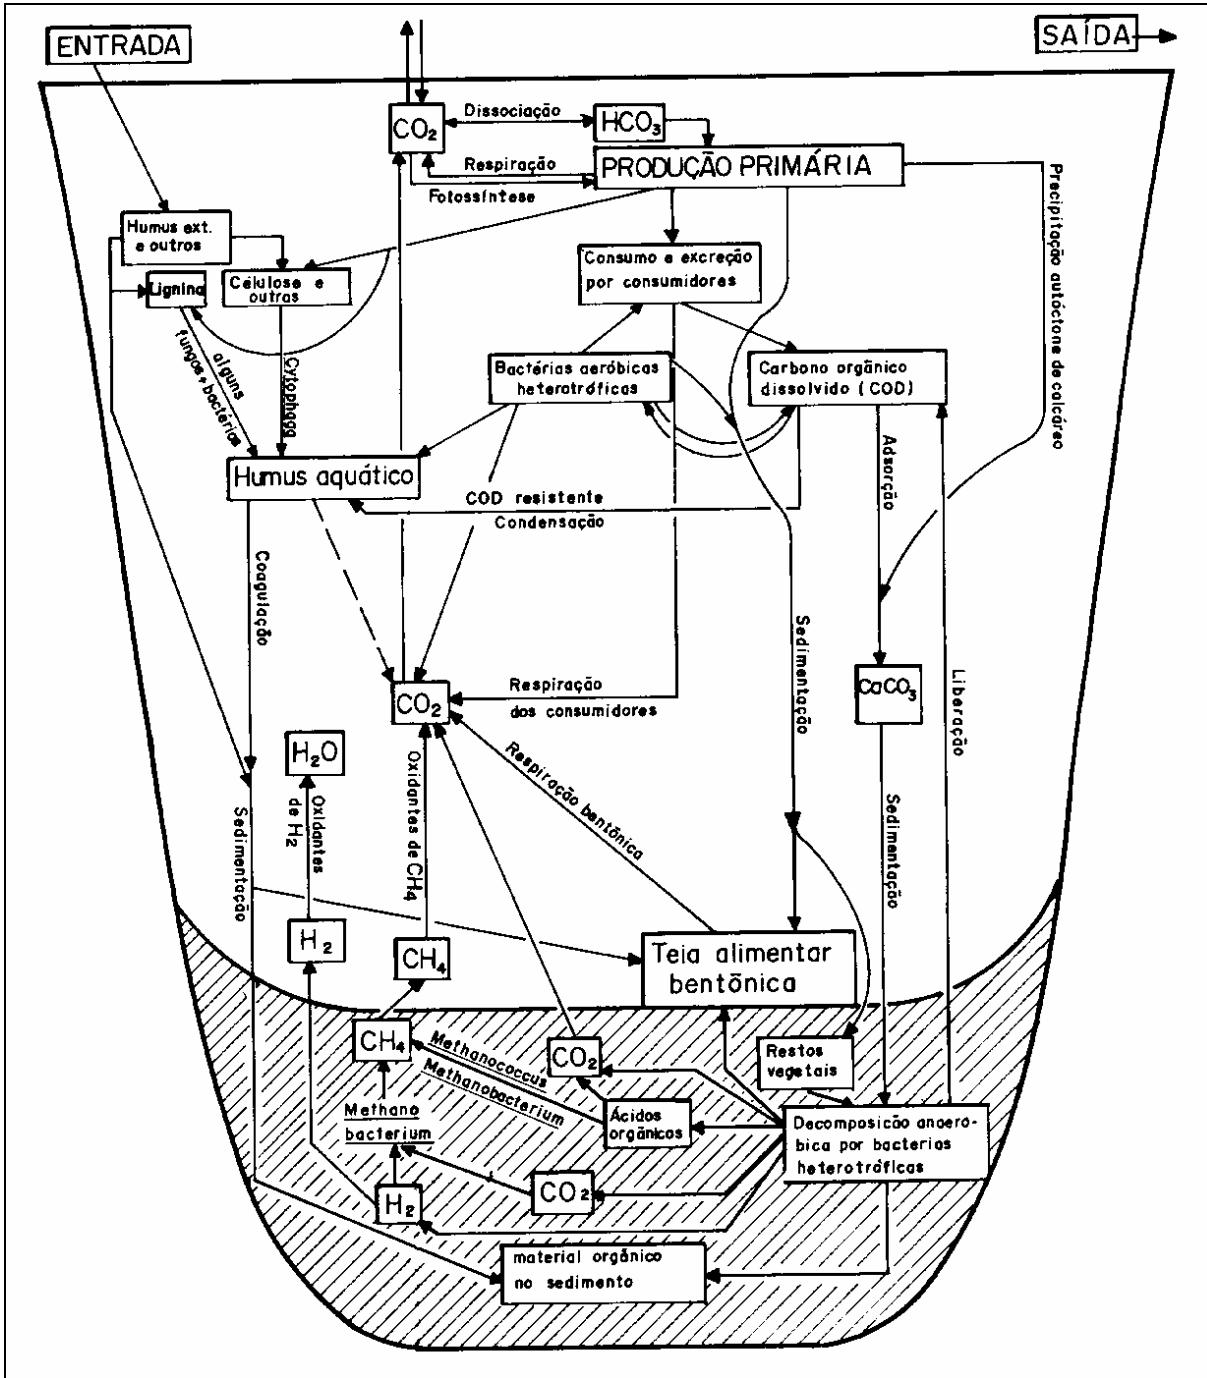 ENTRADA
SAÍDA
CO2
Dissociação
HCO3
Respiração
Fotossíntese
PRODUÇÃO PRIMÁRIA
Precipitação autóctone de calcáreo
Humus ext.
e outros
Lignina
Célulose e
outras
Consumo e excreção
por consumidores
alguns
fungos + bactérias
Cytophaga
Bactérias aeróbicas
heterotróficas
Carbono orgânico
dissolvido (COD)
Humus aquático
COD resistente
Condensação
Adsorção
Coagulação
Sedimentação
CaCO3
Liberação
CO2
Respiração
dos consumidores
H2O
Oxidantes
de H2
Oxidantes de CH4
Respiração bentônica
Sedimentação
Sedimentação
H2
CH4
Teia alimentar
bentônica
CH4
Methanococcus
Methanobacterium
CO2
Restos
vegetais
Methano
bacterium
Ácidos
orgânicos
Decomposição anaeró-
bica por bacterias
heterotráficas
H2
CO2
material orgânico
no sedimento